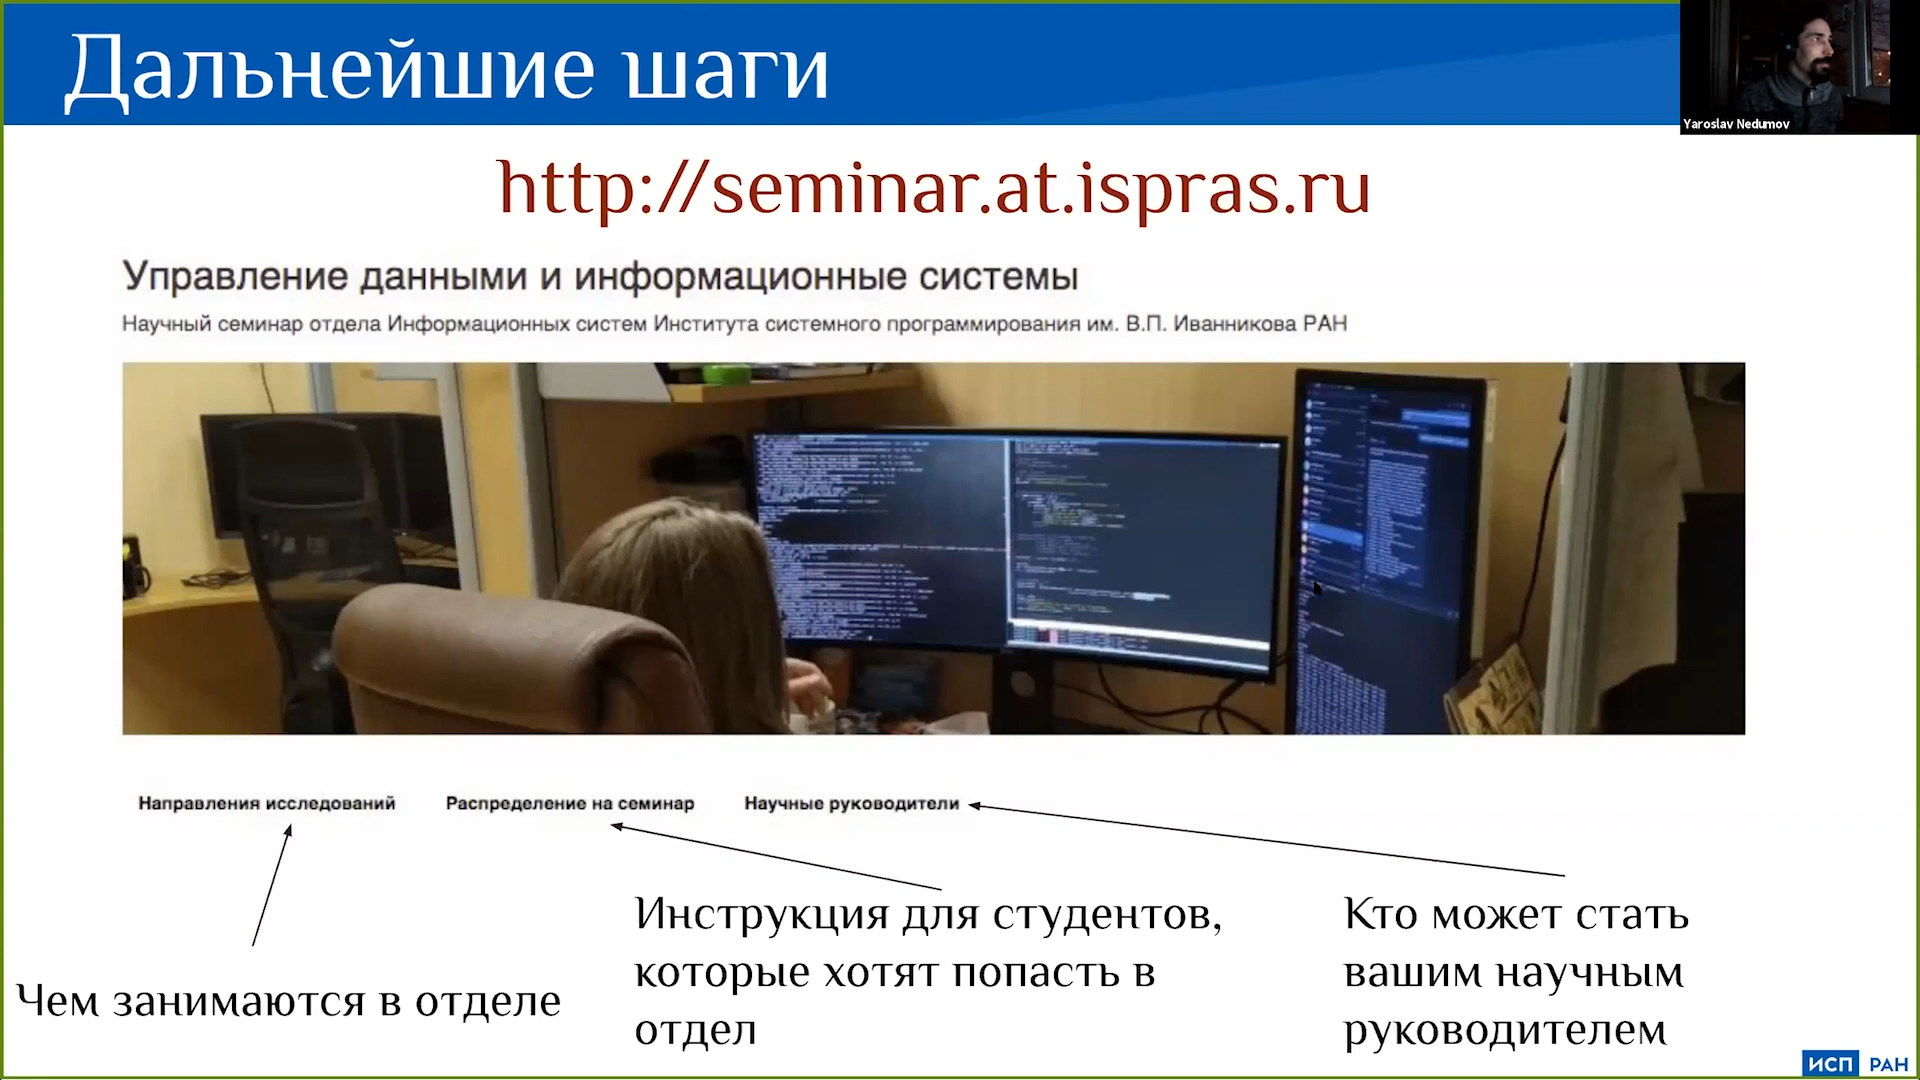 Дальнейшие шаги
Yaroslav Nedumov
http://seminar.at.ispras.ru
Управление данными и информационные системы
Научный семинар отдела Информационных систем Института системного программирования им. В.П. Иванникова РАН
Направления исследований
Распределение на семинар
Научные руководители
Чем занимаются в отделе
Инструкция для студентов,
которые хотят попасть в
отдел
Кто может стать
вашим научным
руководителем
ИСП РАН